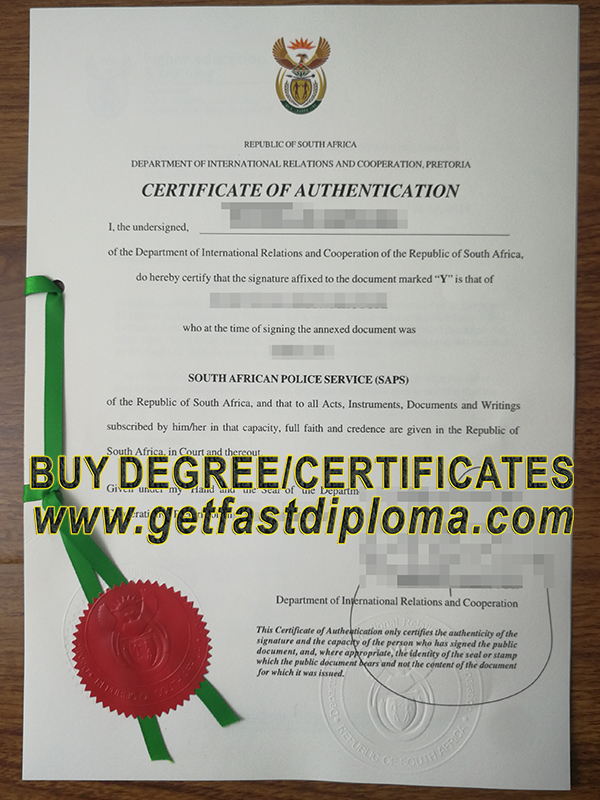 REPUBLIC OF SOUTH AFRICA
DEPARTMENT OF INTERNATIONAL RELATIONS AND COOPERATION, PRETORIA
CERTIFICATE OF AUTHENTICATION
I, the undersigned,
of the Department of International Relations and Cooperation of the Republic of South Africa,
do hereby certify that the signature affixed to the document marked “Y” is that of
who at the time of signing the annexed document was
SOUTH AFRICAN POLICE SERVICE (SAPS)
of the Republic of South Africa, and that to all Acts, Instruments, Documents and Writings
subscribed by him/her in that capacity, full faith and credence are given in the Republic of
South Africa, in Court and thereout
BUY DEGREE/CERTIFICATES
Given under my Hand and the Seal of the
www.getfastdiploma.com
Department of International Relations and Cooperation
This Certificate of Authentication only certifies the authenticity of the
signature and the capacity of the person who has signed the public
document, and, where appropriate, the identity of the seal or stamp
which the public document bears and not the content of the document
for which it was issued.
REPUBLIC OF SOUTH AFRICA